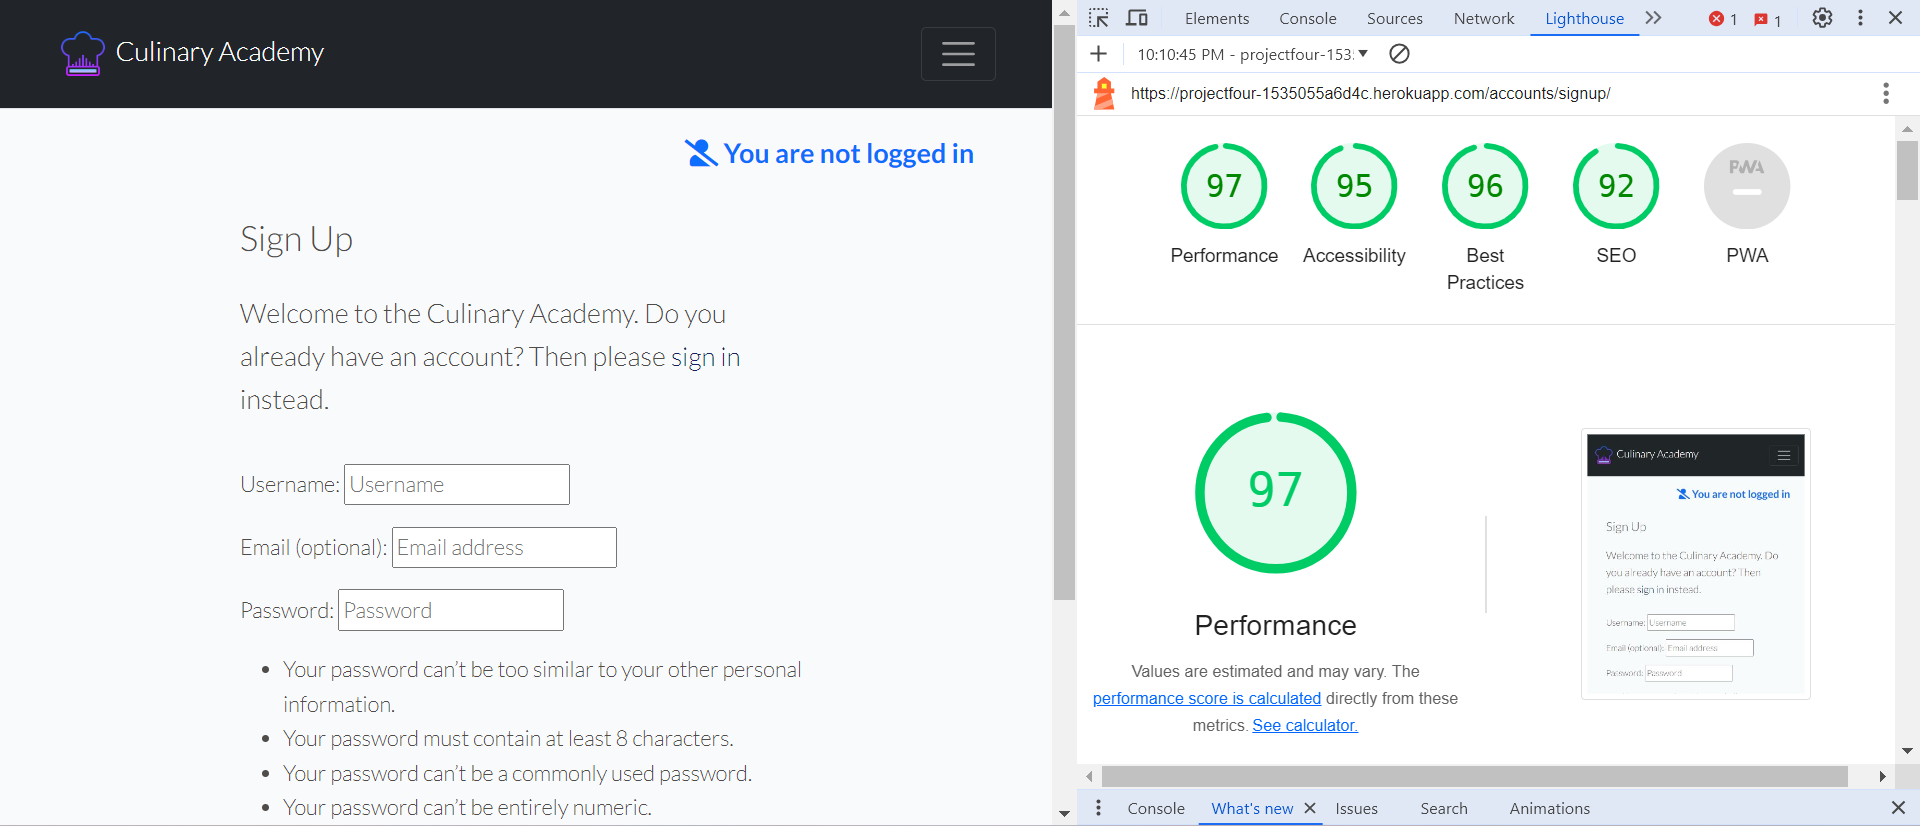 Culinary Academy
You are not logged in
Sign Up
Welcome to the Culinary Academy. Do you
already have an account? Then please sign in
instead.
Username: Username
Email (optional): Email address
Password: Password
• Your password can’t be too similar to your other personal
information.
• Your password must contain at least 8 characters.
• Your password can’t be a commonly used password.
• Your password can’t be entirely numeric.
Elements Console Sources Network Lighthouse 1 1
10:10:45 PM - projectfour-153
https://projectfour-1535055a6d4c.herokuapp.com/accounts/signup/
97 95 96 92 PWA
Performance Accessibility Best Practices SEO PWA
97
Performance
Values are estimated and may vary. The
performance score is calculated directly from these
metrics. See calculator.
Culinary Academy
You are not logged in
Sign Up
Welcome to the Culinary Academy. Do
you already have an account? Then
please sign in instead.
Username: Username
Email (optional): Email address
Password: Password
Console What's new Issues Search Animations